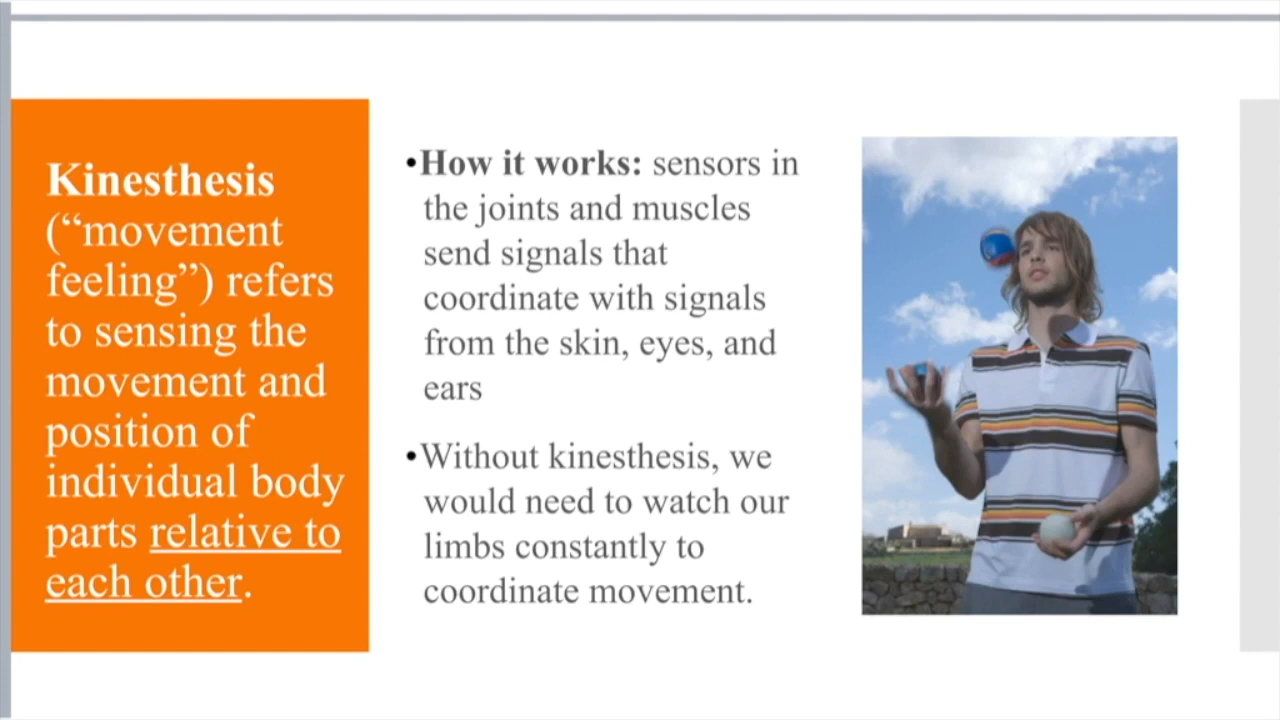 Kinesthesis
(“movement
feeling”) refers
to sensing the
movement and
position of
individual body
parts relative to
each other.
•How it works: sensors in
the joints and muscles
send signals that
coordinate with signals
from the skin, eyes, and
ears
•Without kinesthesis, we
would need to watch our
limbs constantly to
coordinate movement.